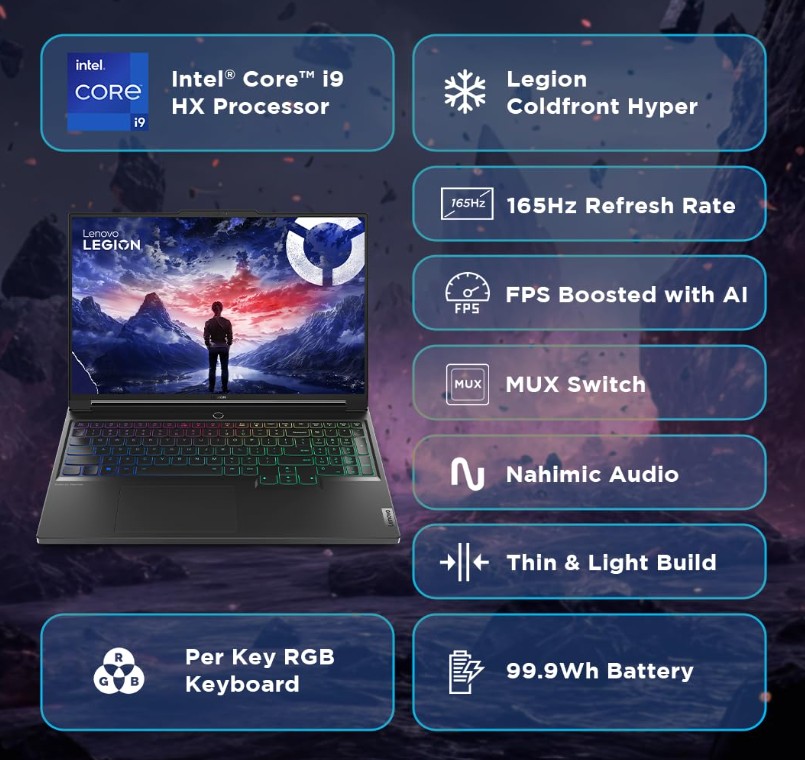 intel.
CORE
i9
Intel® Core™ i9
HX Processor
Legion
Coldfront Hyper
165Hz
165Hz Refresh Rate
FPS
FPS Boosted with AI
MUX
MUX Switch
Nahimic Audio
Thin & Light Build
Lenovo
LEGION
Lenovo
R
G B
Per Key RGB
Keyboard
99.9Wh Battery